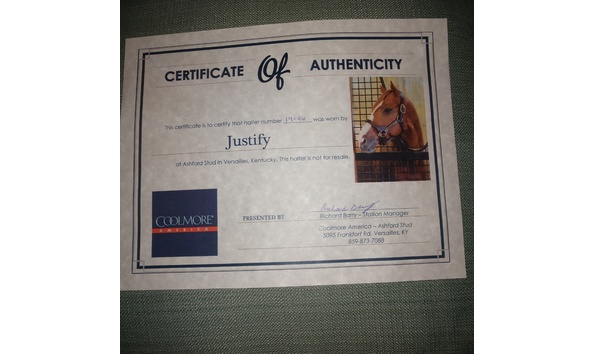 CERTIFICATE Of AUTHENTICITY
This certificate is to certify that halter number was worn by
Justify
at Ashford Stud in Versailles, Kentucky. This halter is not for resale.
COOLMORE
AMERICA
PRESENTED BY
Richard Barry – Stallion Manager
Coolmore America – Ashford Stud
5095 Frankfort Rd. Versailles, KY
859-873-7088